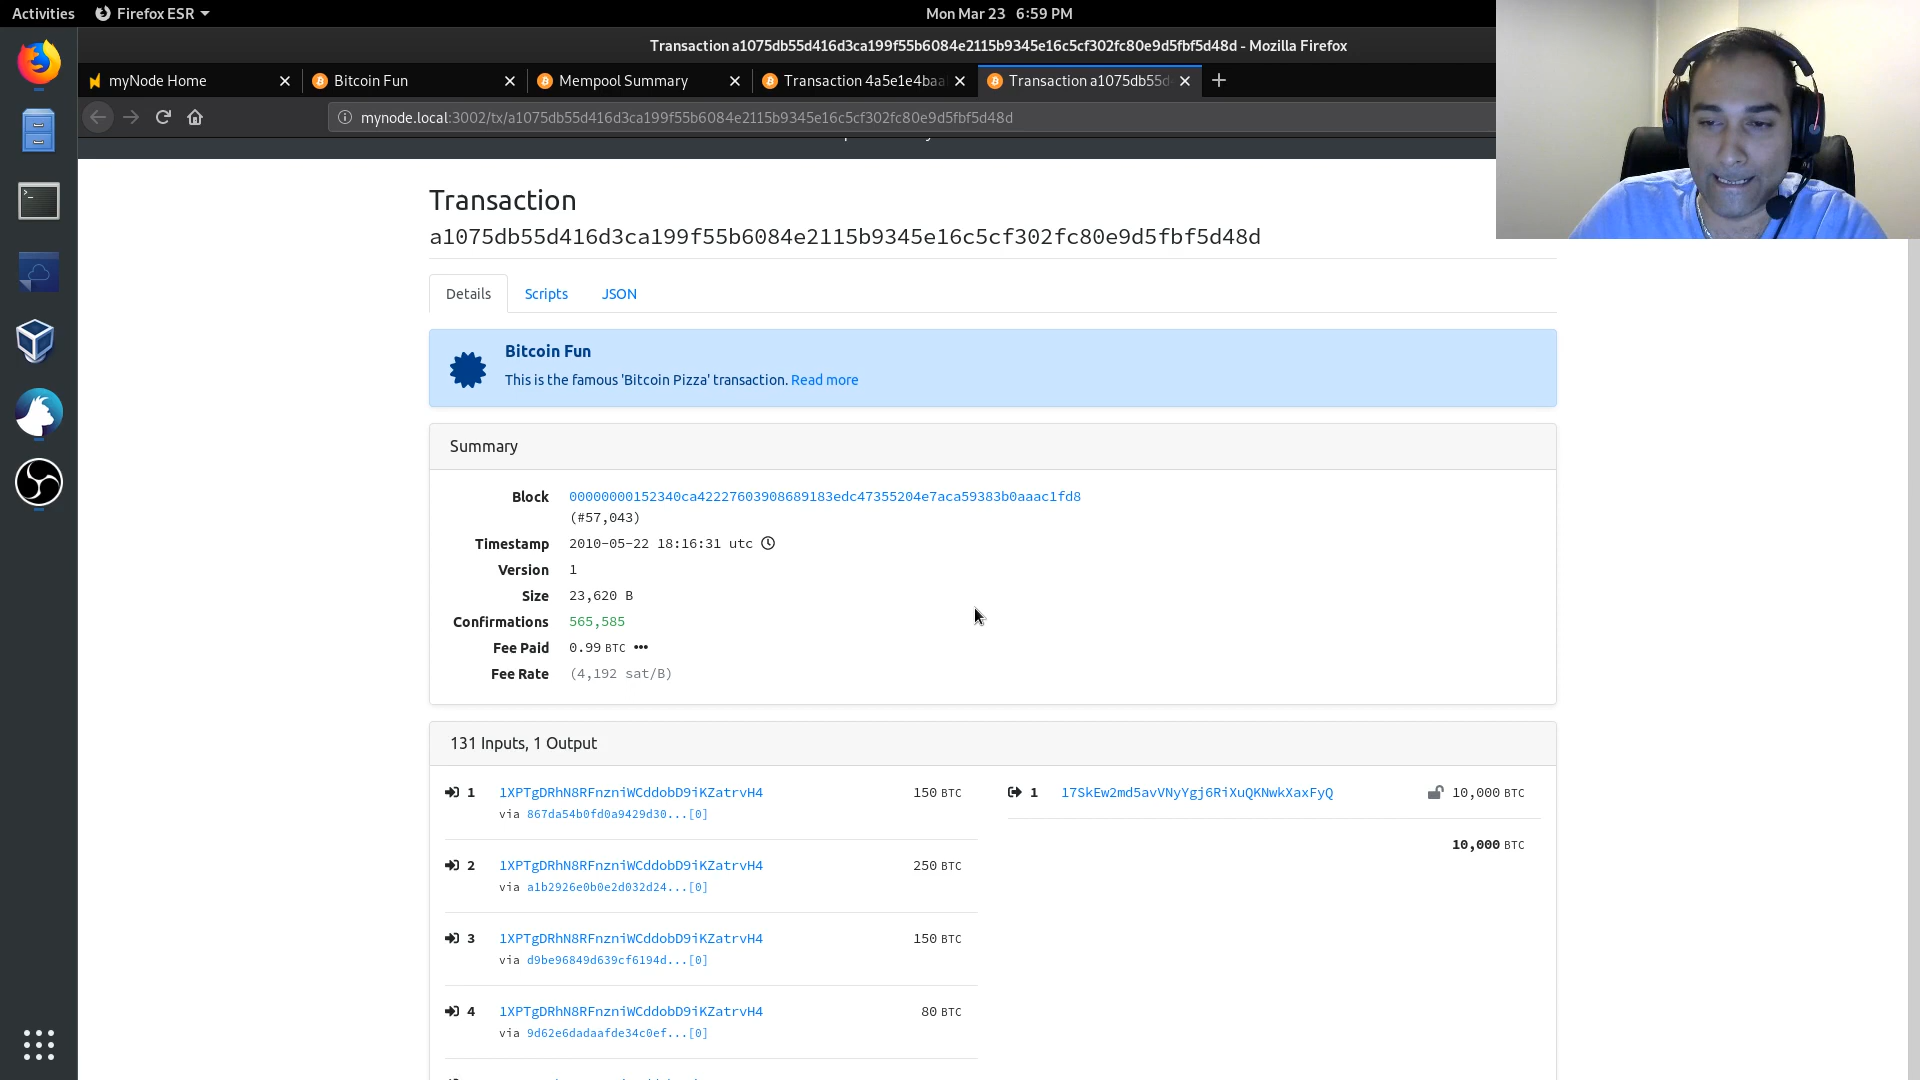 Activities
Firefox ESR
Mon Mar 23 6:59 PM
Transaction a1075db55d416d3ca199f55b6084e2115b9345e16c5cf302fc80e9d5fbf5d48d - Mozilla Firefox
myNode Home
Bitcoin Fun
Mempool Summary
Transaction 4a5e1e4baa
Transaction a1075db55d
mynode.local:3002/tx/a1075db55d416d3ca199f55b6084e2115b9345e16c5cf302fc80e9d5fbf5d48d
Transaction
a1075db55d416d3ca199f55b6084e2115b9345e16c5cf302fc80e9d5fbf5d48d
Details
Scripts
JSON
Bitcoin Fun
This is the famous 'Bitcoin Pizza' transaction. Read more
Summary
Block 00000000152340ca42227603908689183edc47355204e7aca59383b0aaac1fd8
(#57,043)
Timestamp 2010-05-22 18:16:31 utc
Version 1
Size 23,620 B
Confirmations 565,585
Fee Paid 0.99 BTC •••
Fee Rate (4,192 sat/B)
131 Inputs, 1 Output
1 1XPTgDRhN8RFnzniWCddobD9iKZatrvH4 150 BTC
via 867da54b0fd0a9429d30...[0]
2 1XPTgDRhN8RFnzniWCddobD9iKZatrvH4 250 BTC
via a1b2926e0b0e2d032d24...[0]
3 1XPTgDRhN8RFnzniWCddobD9iKZatrvH4 150 BTC
via d9be96849d639cf6194d...[0]
4 1XPTgDRhN8RFnzniWCddobD9iKZatrvH4 80 BTC
via 9d62e6dadaafde34c0ef...[0]
1 17SkEw2md5avVNyYgj6RiXuQKNwkXaxFyQ 10,000 BTC
10,000 BTC